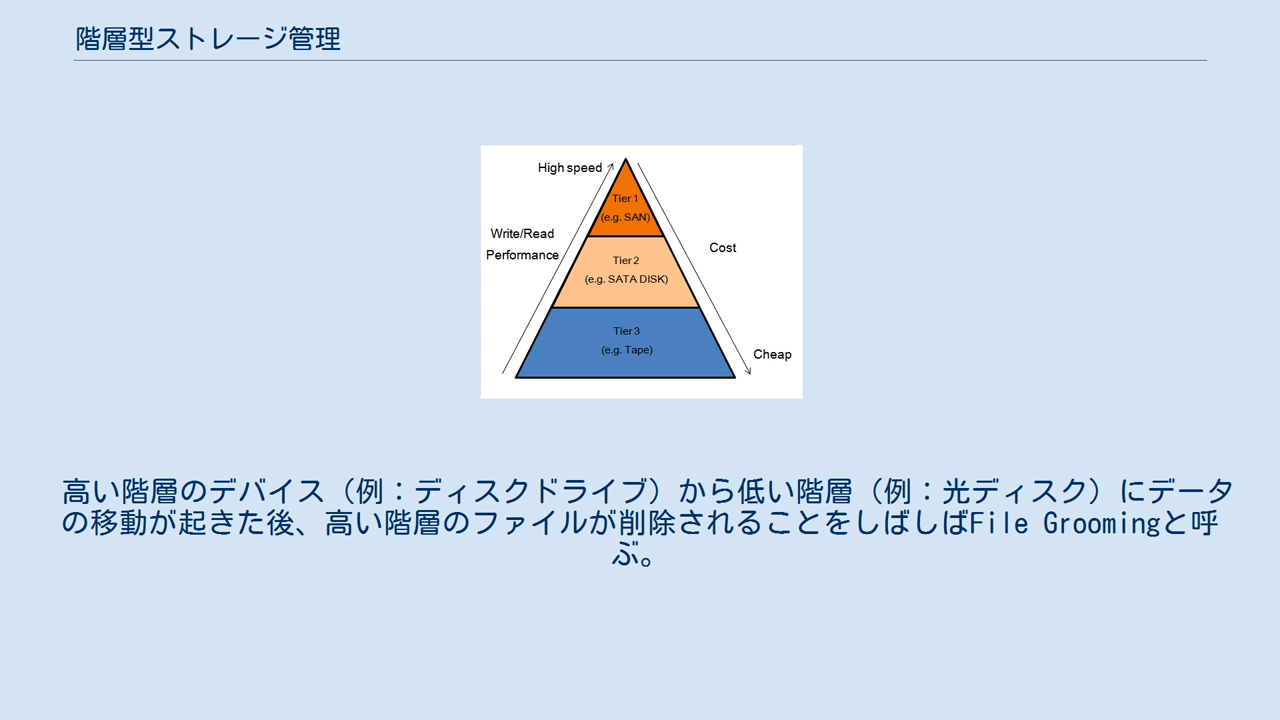 階層型ストレージ管理
High speed
Tier 1
(e.g. SAN)
Write/Read
Performance
Cost
Tier 2
(e.g. SATA DISK)
Tier 3
(e.g. Tape)
Cheap
高い階層のデバイス（例：ディスクドライブ）から低い階層（例：光ディスク）にデータ
の移動が起きた後、高い階層のファイルが削除されることをしばしばFile Groomingと呼
ぶ。